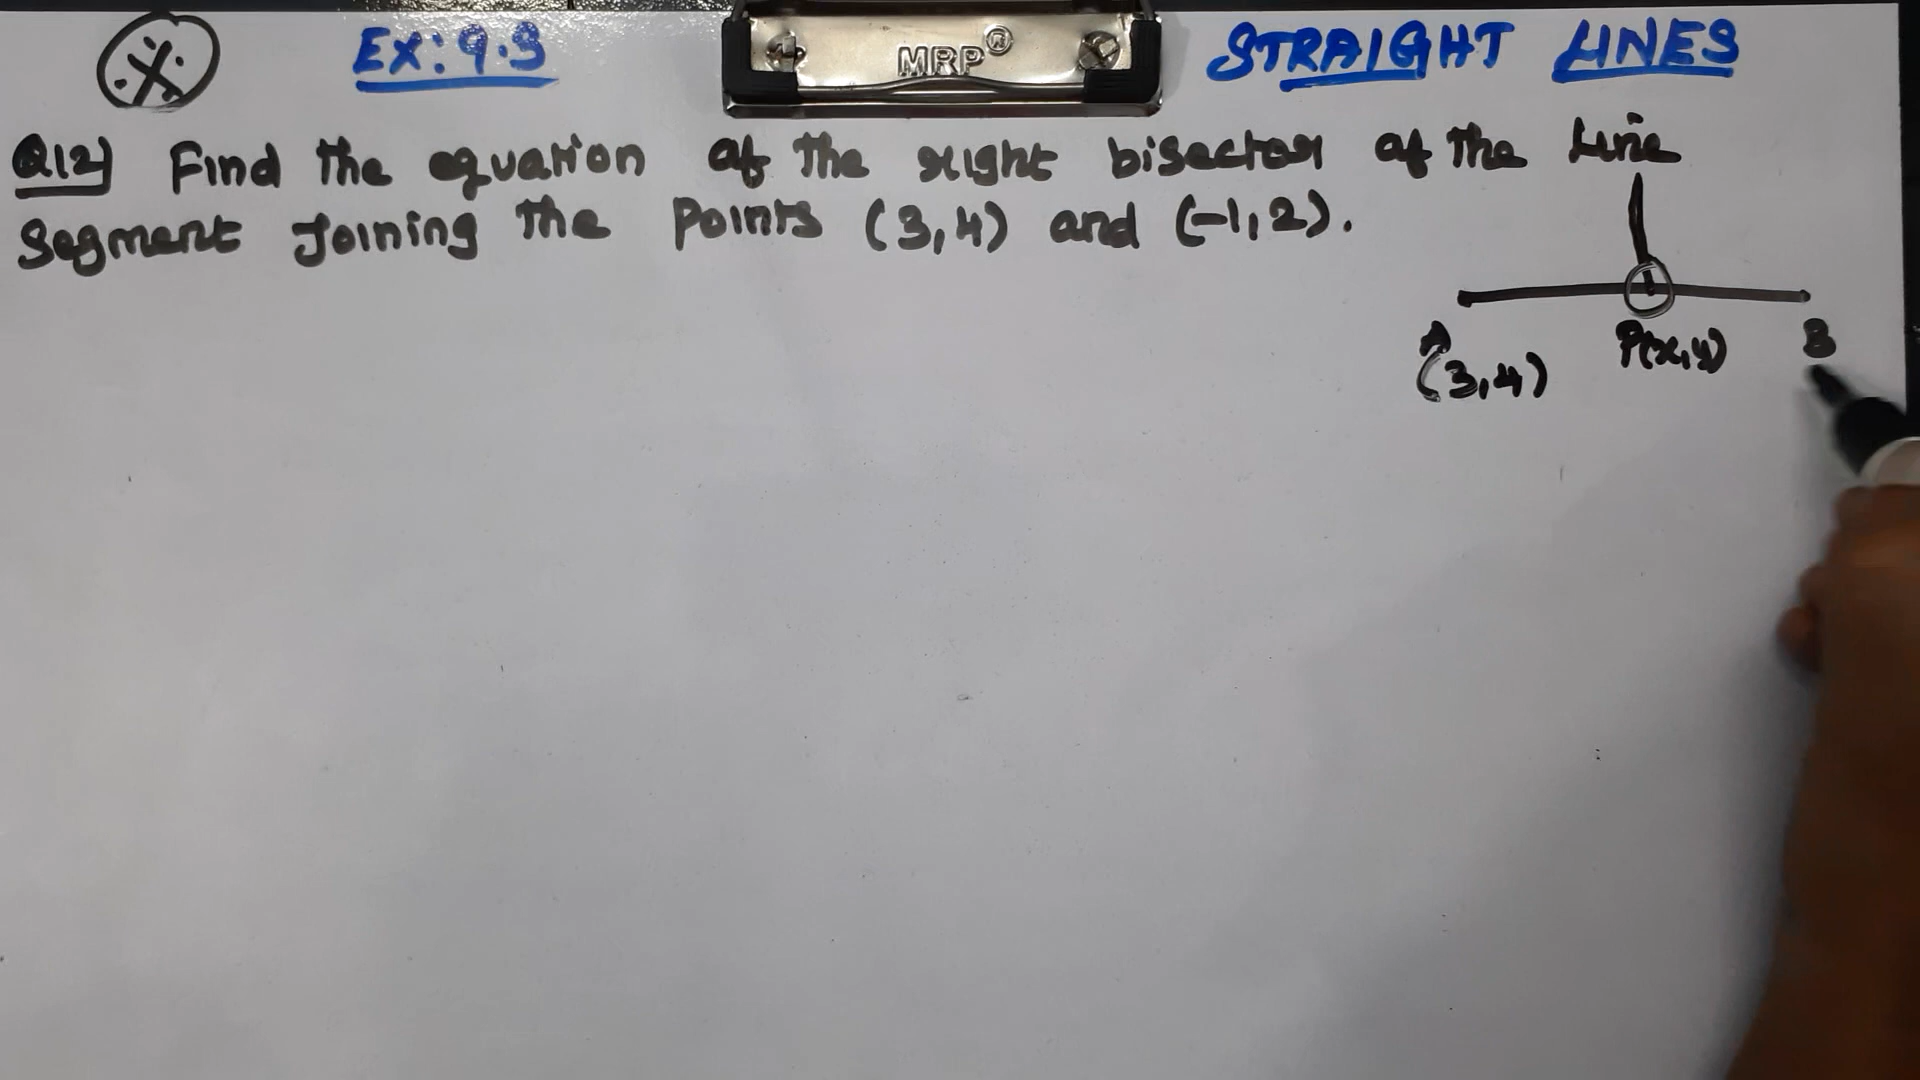 EX: 9.3
MRP®
STRAIGHT LINES
Q12) Find the equation of the right bisector of the Line
Segment Joining the Points (3,4) and (-1,2).
A
P(x,y)
B
(3,4)